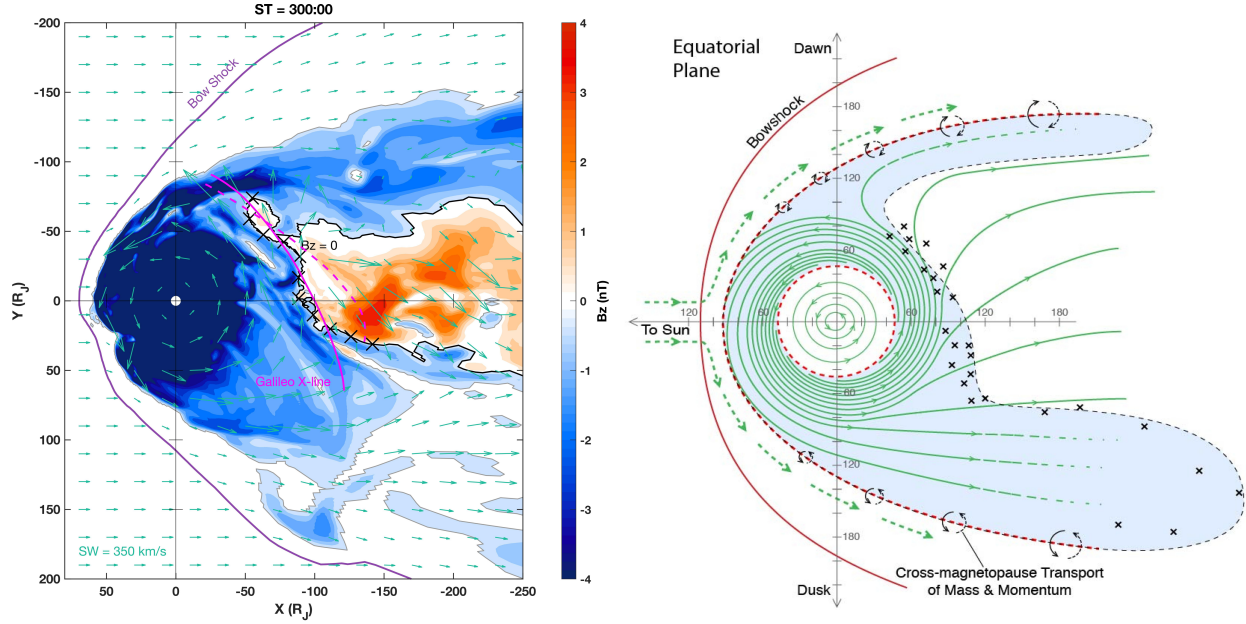 ST = 300:00
-200
-150
-100
-50
0
50
100
150
200
Y (R_J)
50
0
-50
-100
-150
-200
-250
X (R_J)
Bow Shock
Bz = 0
Galileo X-line
SW = 350 km/s
4
3
2
1
0
-1
-2
-3
-4
Bz (nT)
Equatorial
Plane
Dawn
Bowshock
180
120
60
To Sun
120
60
60
120
180
60
120
180
Dusk
Cross-magnetopause Transport
of Mass & Momentum